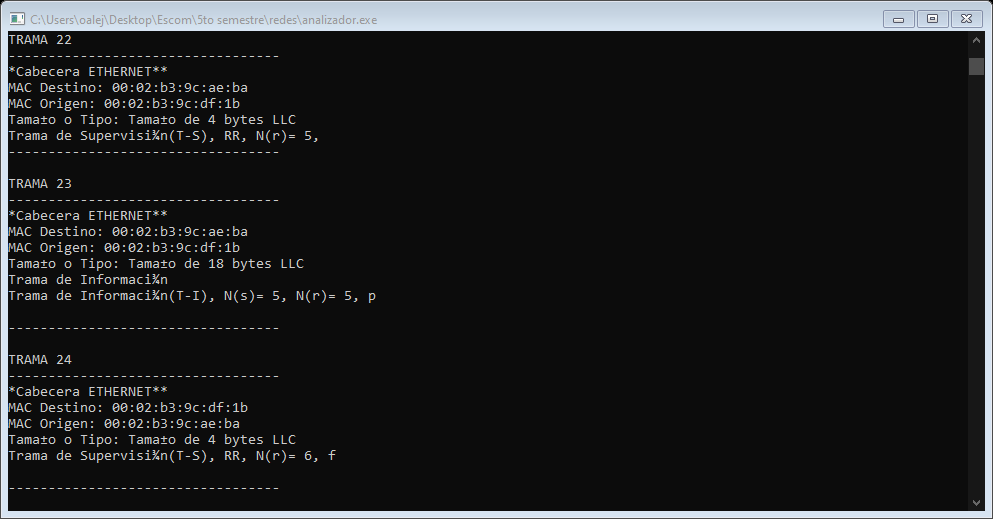 C:\Users\oalej\Desktop\Escom\5to semestre\redes\analizador.exe
TRAMA 22
----------------------------------
*Cabecera ETHERNET**
MAC Destino: 00:02:b3:9c:ae:ba
MAC Origen: 00:02:b3:9c:df:1b
Tama±o o Tipo: Tama±o de 4 bytes LLC
Trama de Supervisi¾n(T-S), RR, N(r)= 5,
----------------------------------
TRAMA 23
----------------------------------
*Cabecera ETHERNET**
MAC Destino: 00:02:b3:9c:ae:ba
MAC Origen: 00:02:b3:9c:df:1b
Tama±o o Tipo: Tama±o de 18 bytes LLC
Trama de Informaci¾n
Trama de Informaci¾n(T-I), N(s)= 5, N(r)= 5, p
----------------------------------
TRAMA 24
----------------------------------
*Cabecera ETHERNET**
MAC Destino: 00:02:b3:9c:df:1b
MAC Origen: 00:02:b3:9c:ae:ba
Tama±o o Tipo: Tama±o de 4 bytes LLC
Trama de Supervisi¾n(T-S), RR, N(r)= 6, f
----------------------------------